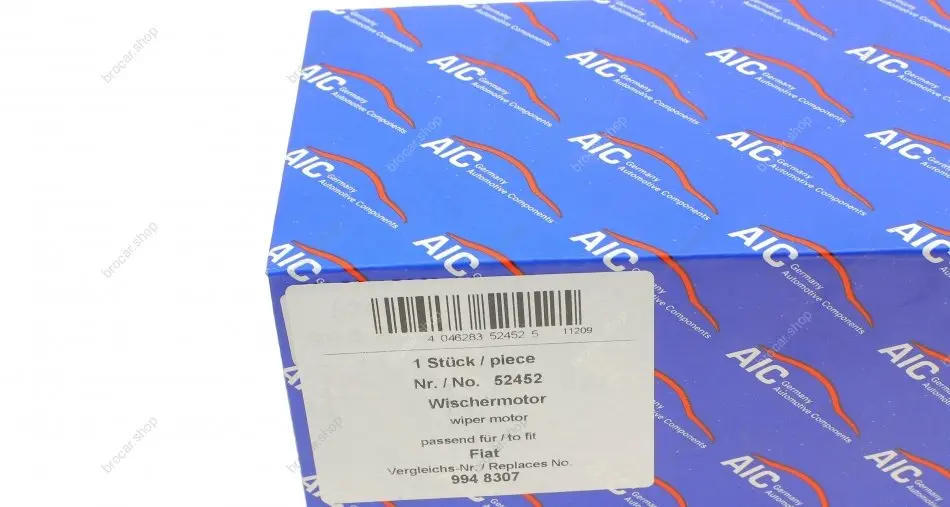 AIC
Germany
Automotive Components
4 046283 52452 5 11209
1 Stück / piece
Nr. / No. 52452
Wischermotor
wiper motor
passend für / to fit
Fiat
Vergleichs-Nr. / Replaces No.
994 8307
brocar.shop